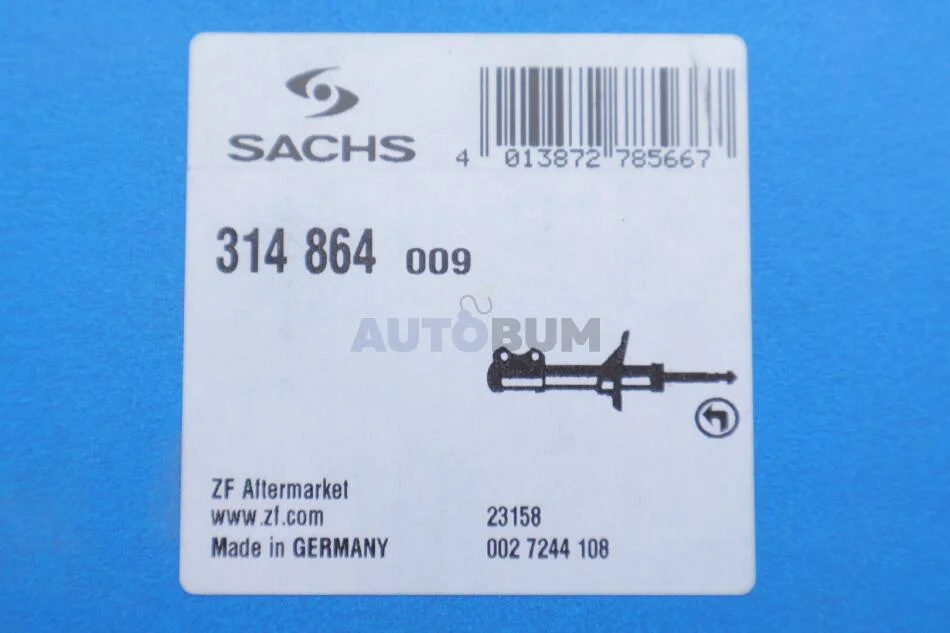 SACHS
4 013872 785667
314 864 009
AUTOBUM
ZF Aftermarket
www.zf.com
23158
Made in GERMANY
002 7244 108